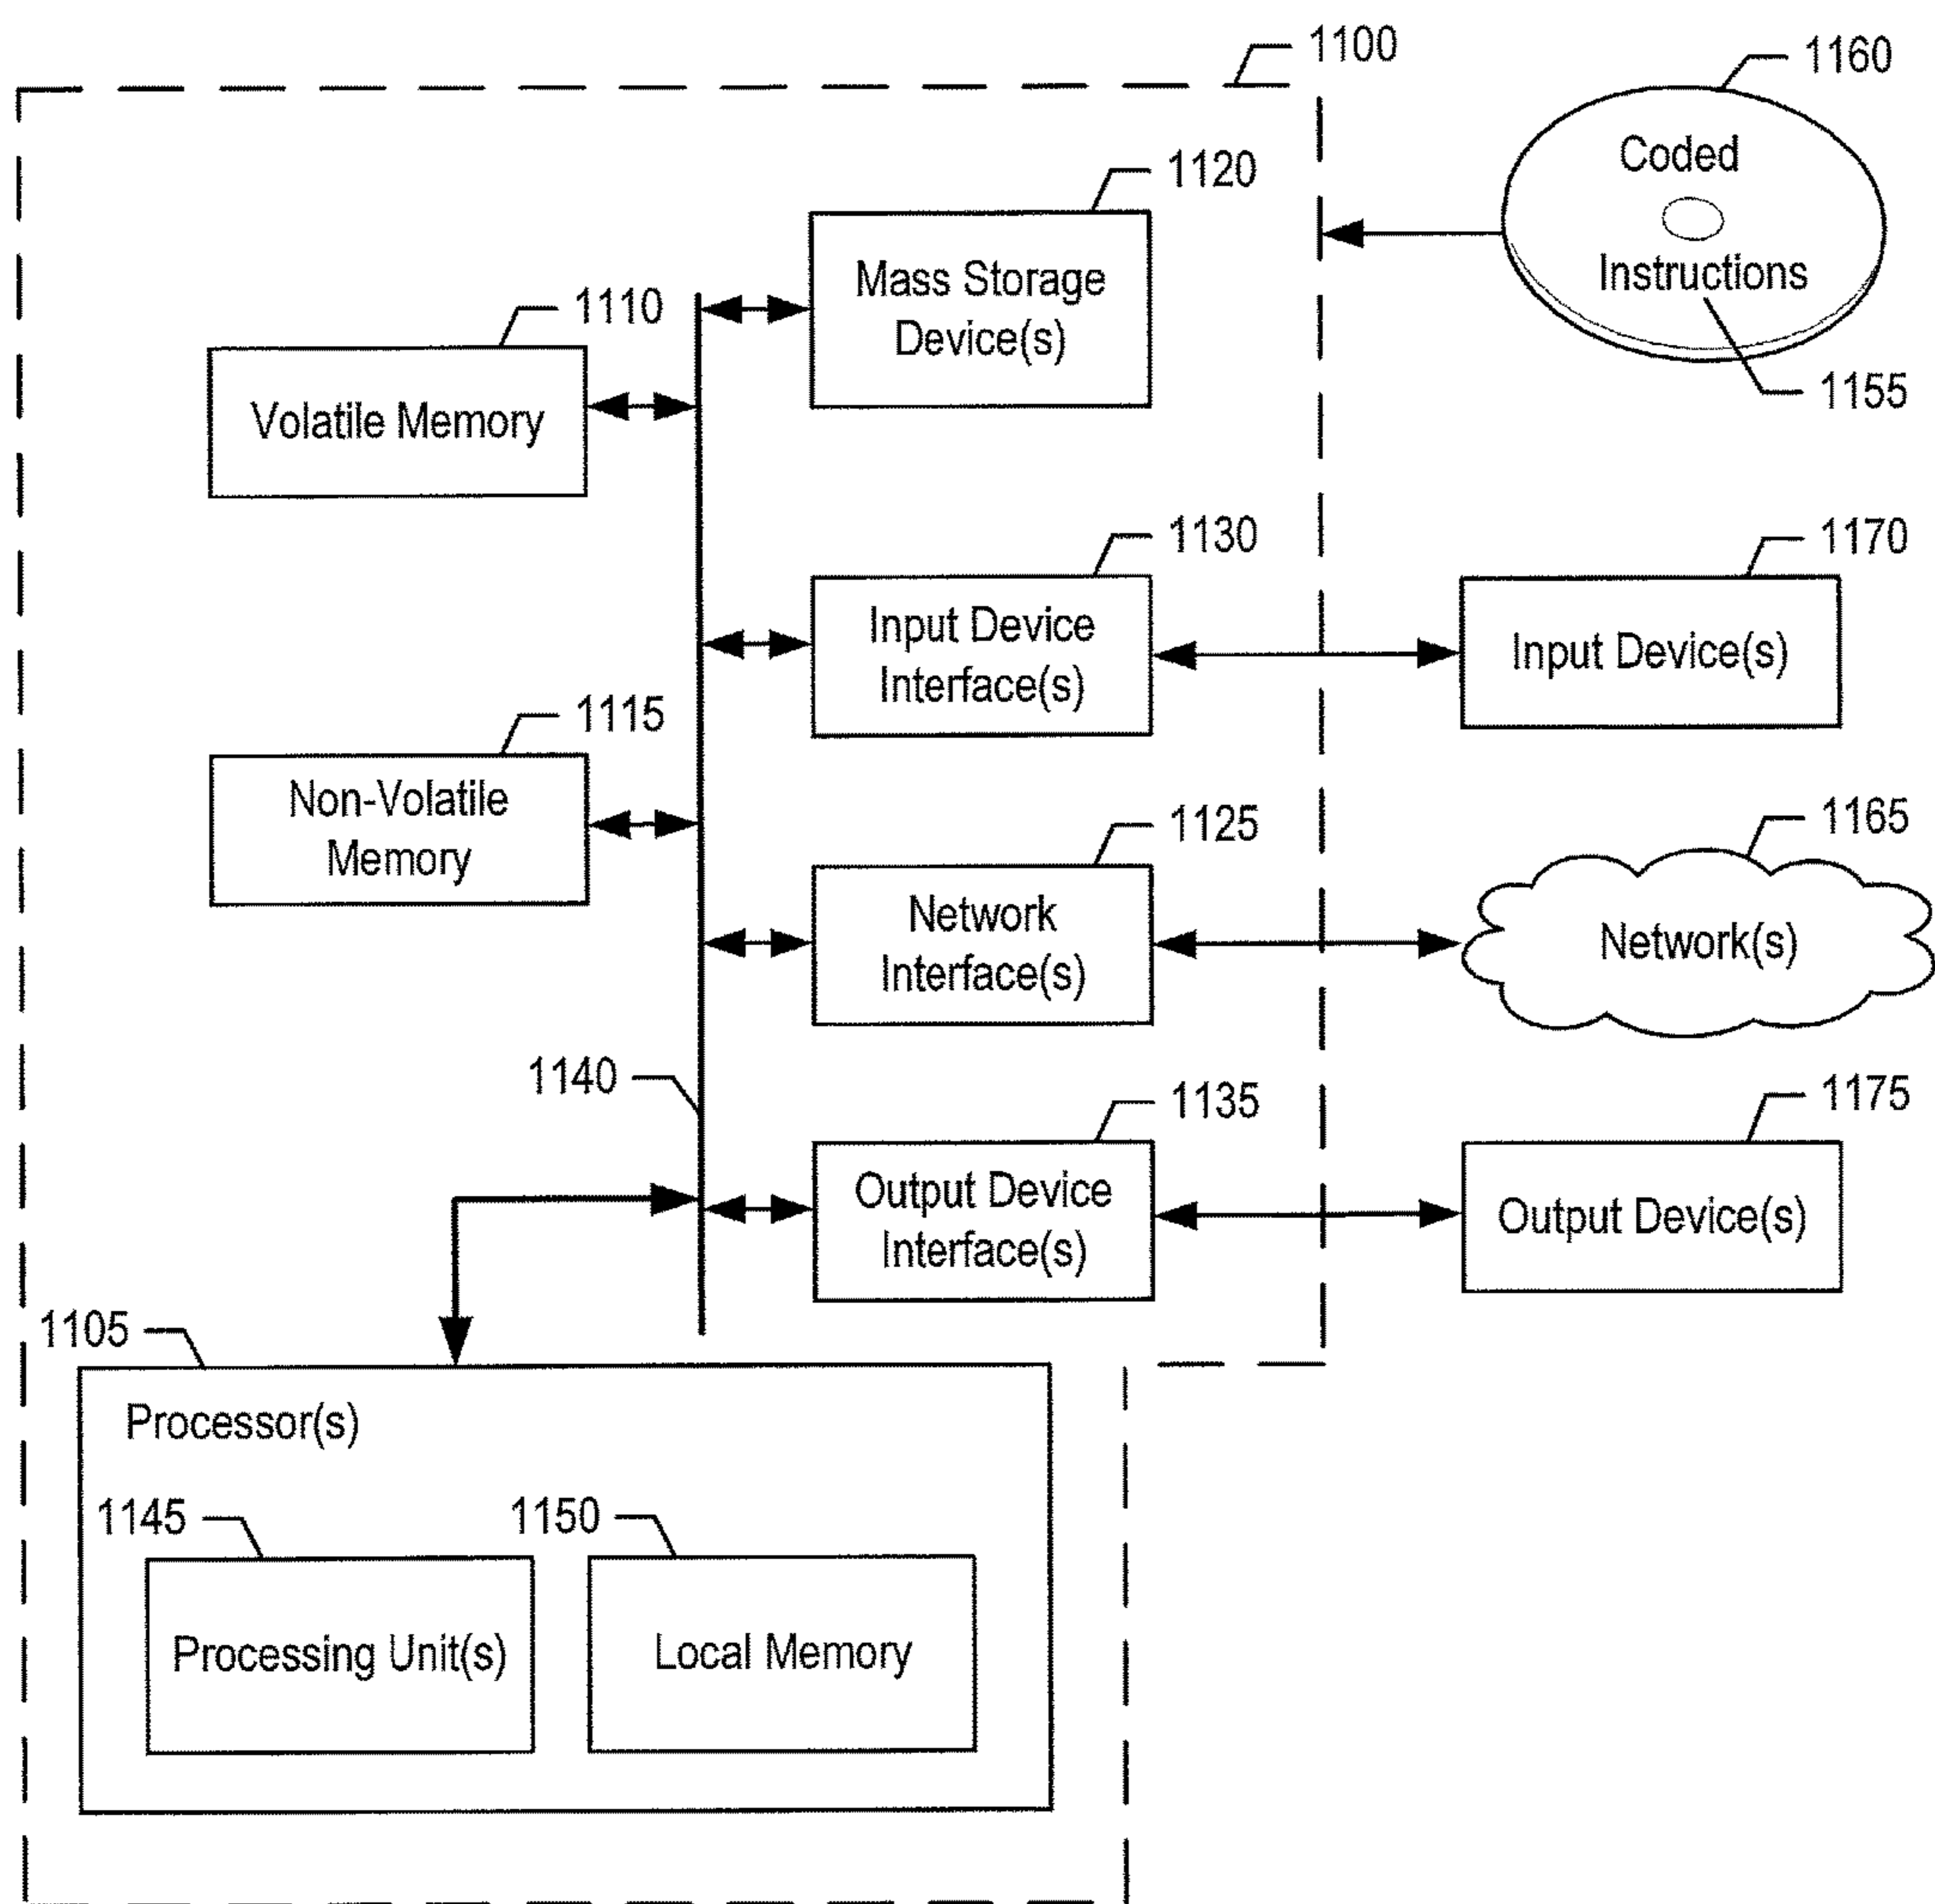 1100
1160
Coded
Instructions
1155
1120
Mass Storage
Device(s)
1110
Volatile Memory
1130
Input Device
Interface(s)
1170
Input Device(s)
1115
Non-Volatile
Memory
1125
Network
Interface(s)
1165
Network(s)
1140
1135
Output Device
Interface(s)
1175
Output Device(s)
1105
Processor(s)
1145
Processing Unit(s)
1150
Local Memory